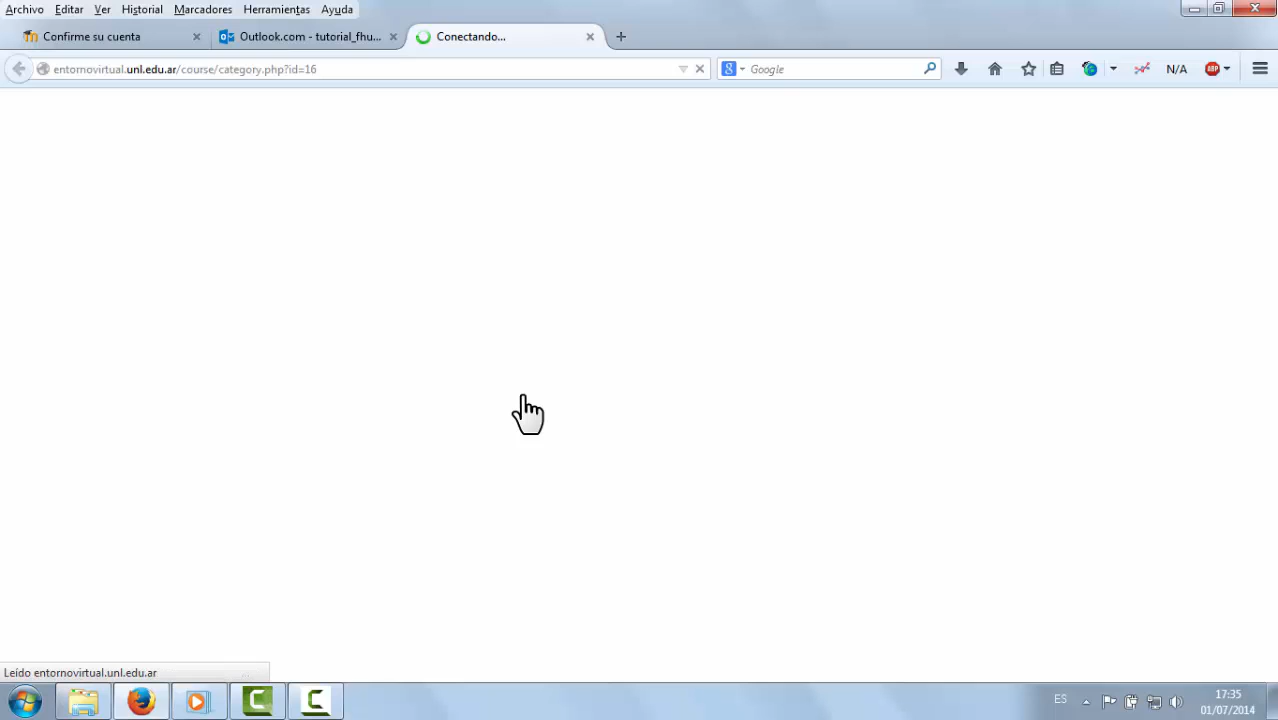 Archivo Editar Ver Historial Marcadores Herramientas Ayuda
Confirme su cuenta Outlook.com - tutorial_fhu... Conectando...
entornovirtual.unl.edu.ar/course/category.php?id=16 Google N/A ABP
Leído entornovirtual.unl.edu.ar
ES 17:35
01/07/2014